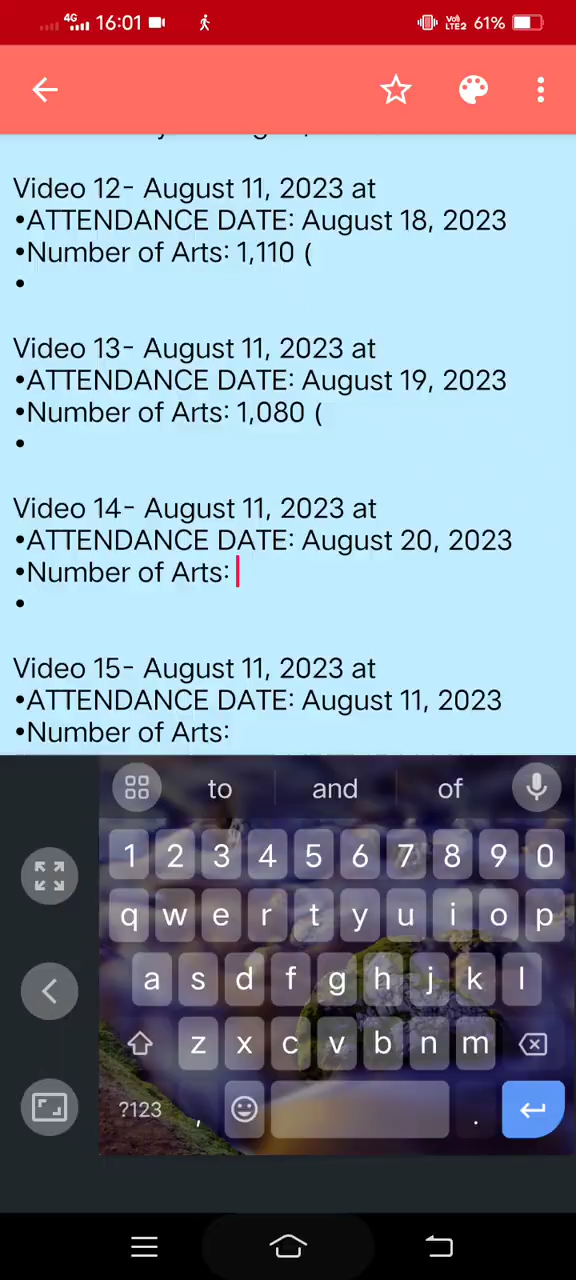 4G 16:01 VoB LTE2 61%
Video 12- August 11, 2023 at
•ATTENDANCE DATE: August 18, 2023
•Number of Arts: 1,110 (
•
Video 13- August 11, 2023 at
•ATTENDANCE DATE: August 19, 2023
•Number of Arts: 1,080 (
•
Video 14- August 11, 2023 at
•ATTENDANCE DATE: August 20, 2023
•Number of Arts:
•
Video 15- August 11, 2023 at
•ATTENDANCE DATE: August 11, 2023
•Number of Arts:
to and of
1 2 3 4 5 6 7 8 9 0
q w e r t y u i o p
a s d f g h j k l
z x c v b n m
?123 , .